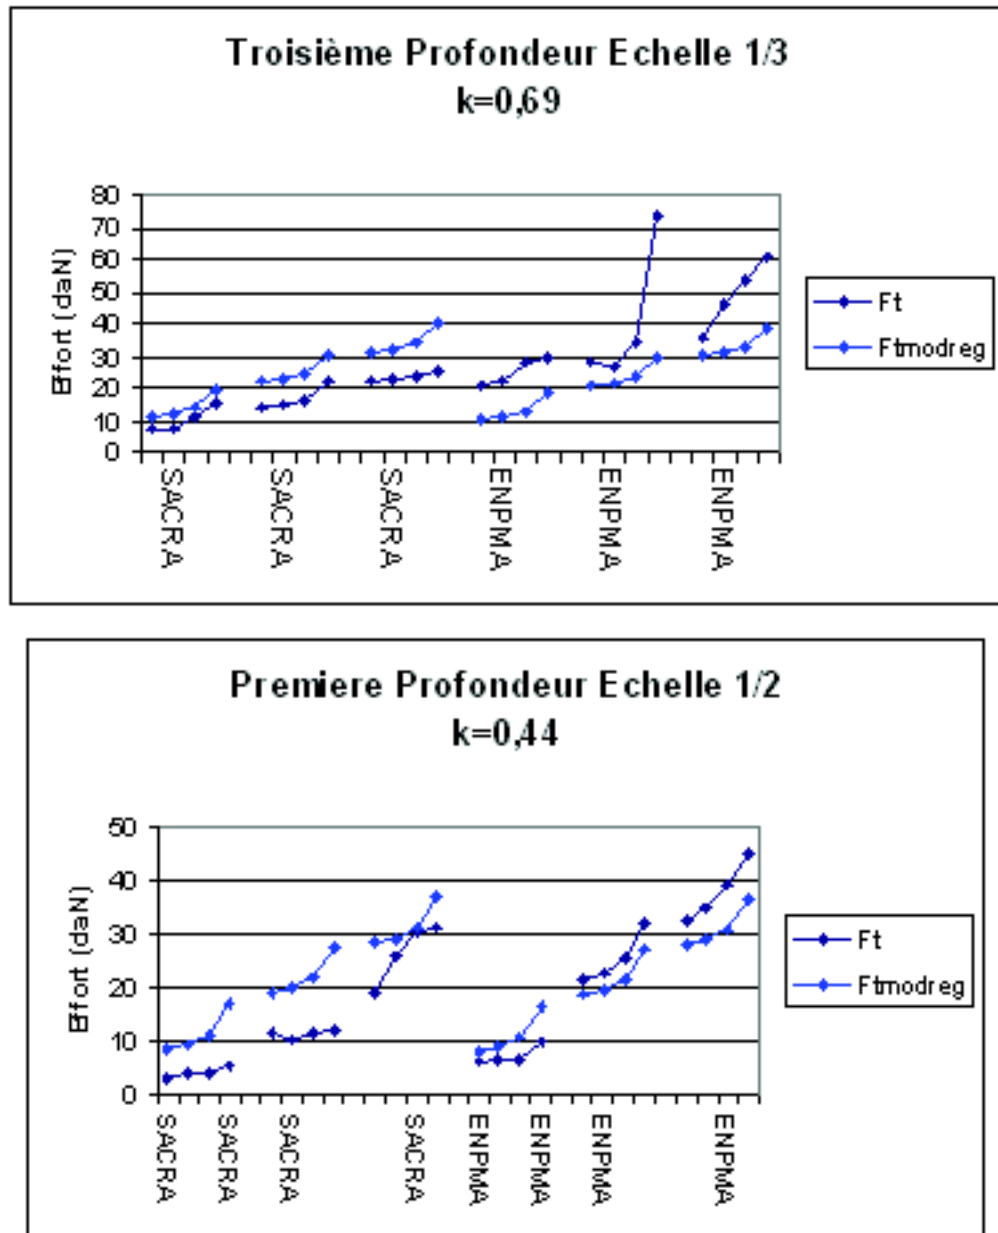 Troisième Profondeur Echelle 1/3
k=0,69
80
70
60
50
40
30
20
10
0
Effort (daN)
SACRA
SACRA
SACRA
ENPMA
ENPMA
ENPMA
Ft
Ftmodreg
Premiere Profondeur Echelle 1/2
k=0,44
50
40
30
20
10
0
Effort (daN)
SACRA
SACRA
SACRA
SACRA
ENPMA
ENPMA
ENPMA
ENPMA
Ft
Ftmodreg